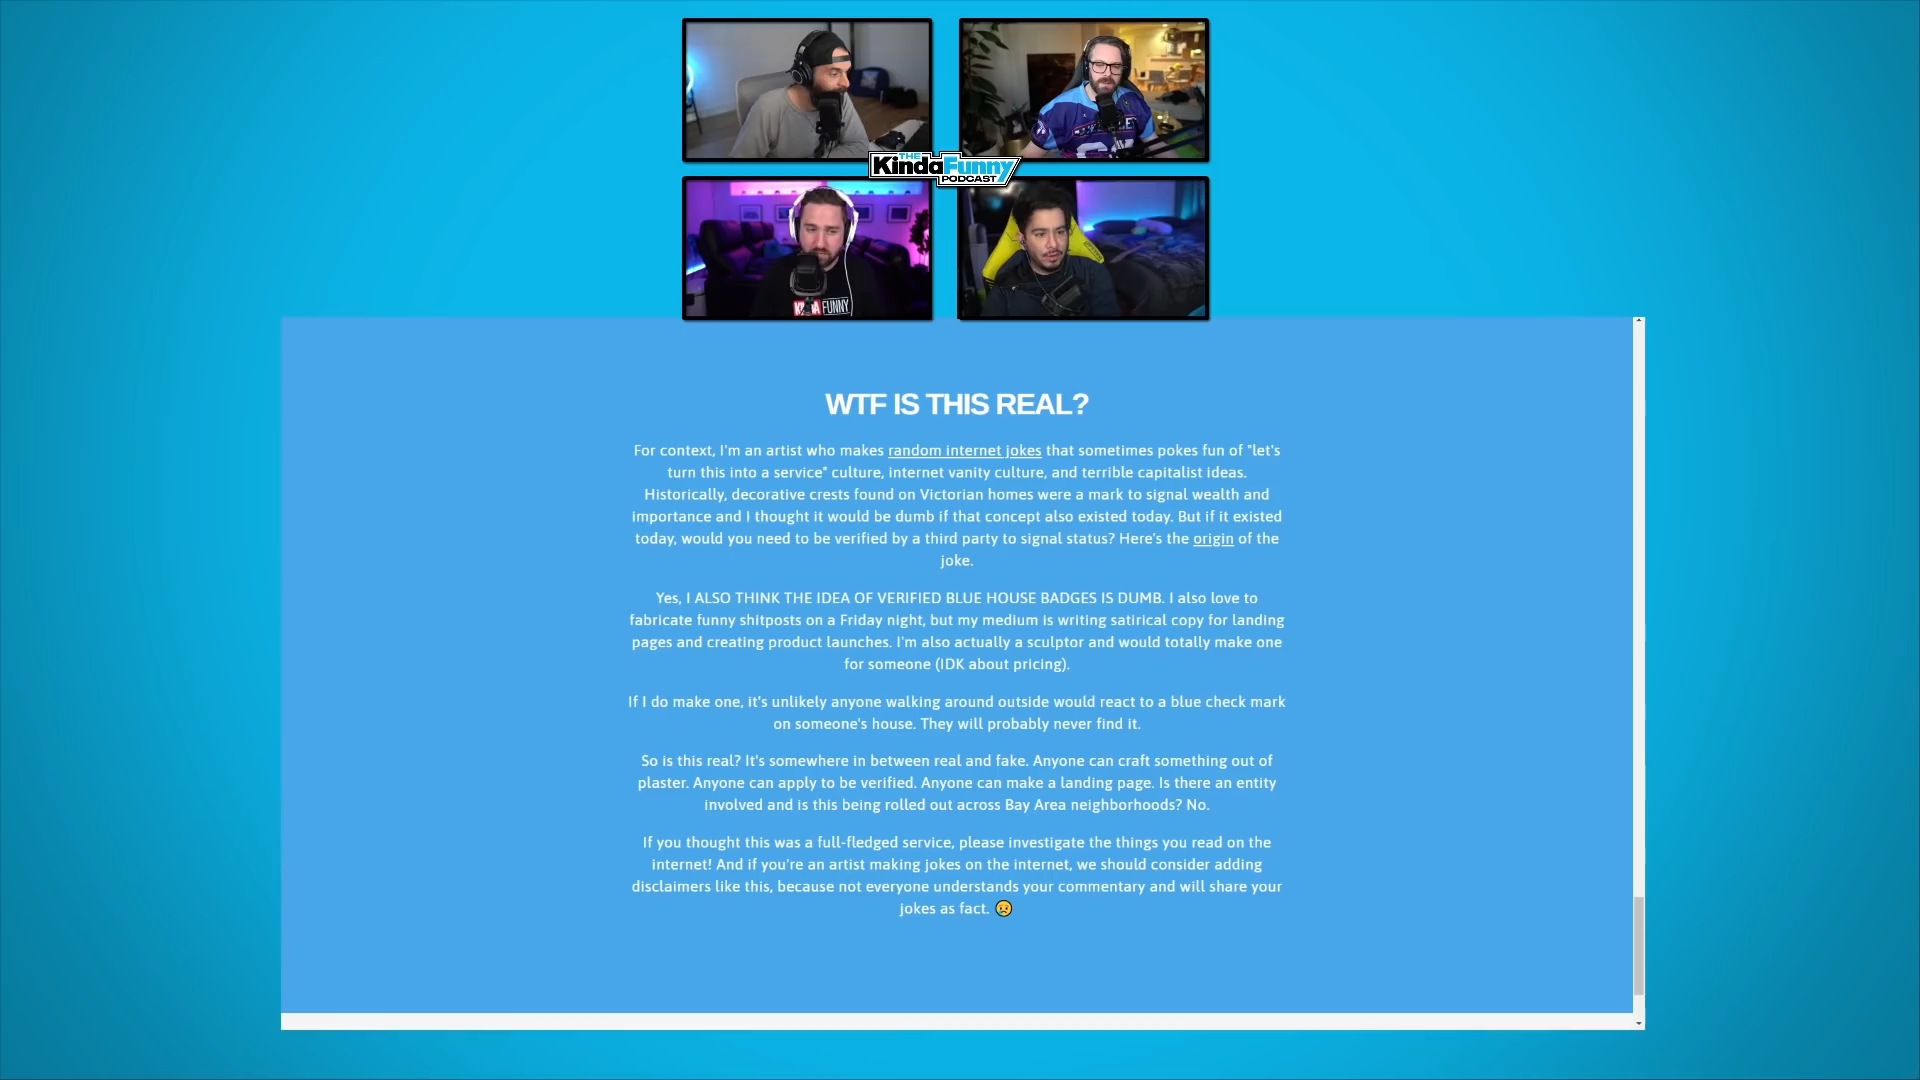 THE
KindaFunny
PODCAST
FUNNY
WTF IS THIS REAL?
For context, I'm an artist who makes random internet jokes that sometimes pokes fun of "let's
turn this into a service" culture, internet vanity culture, and terrible capitalist ideas.
Historically, decorative crests found on Victorian homes were a mark to signal wealth and
importance and I thought it would be dumb if that concept also existed today. But if it existed
today, would you need to be verified by a third party to signal status? Here's the origin of the
joke.
Yes, I ALSO THINK THE IDEA OF VERIFIED BLUE HOUSE BADGES IS DUMB. I also love to
fabricate funny shitposts on a Friday night, but my medium is writing satirical copy for landing
pages and creating product launches. I'm also actually a sculptor and would totally make one
for someone (IDK about pricing).
If I do make one, it's unlikely anyone walking around outside would react to a blue check mark
on someone's house. They will probably never find it.
So is this real? It's somewhere in between real and fake. Anyone can craft something out of
plaster. Anyone can apply to be verified. Anyone can make a landing page. Is there an entity
involved and is this being rolled out across Bay Area neighborhoods? No.
If you thought this was a full-fledged service, please investigate the things you read on the
internet! And if you're an artist making jokes on the internet, we should consider adding
disclaimers like this, because not everyone understands your commentary and will share your
jokes as fact. 😥